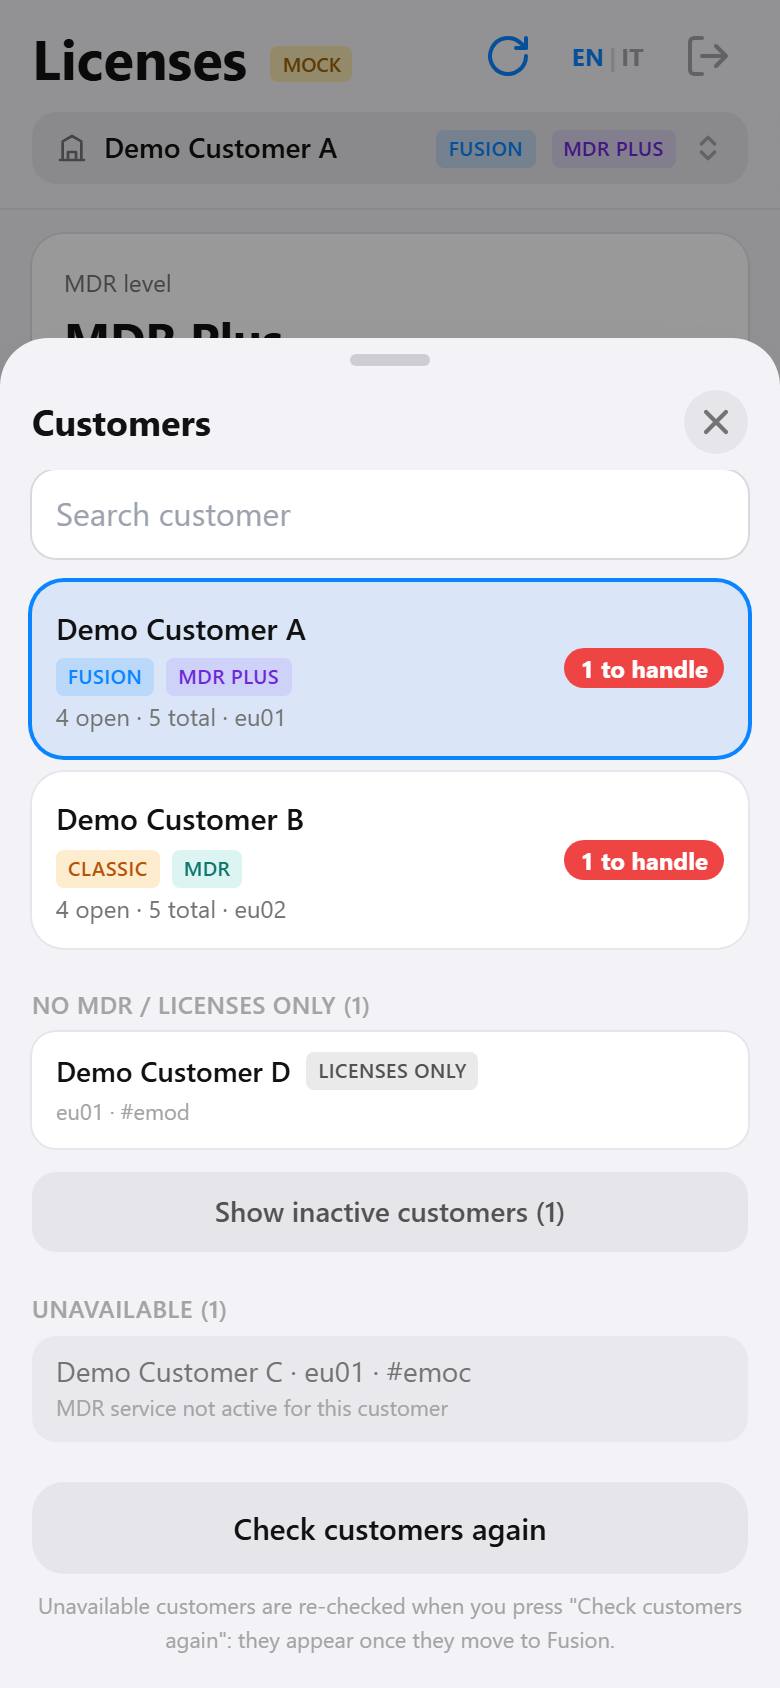 Licenses MOCK EN | IT
Demo Customer A FUSION MDR PLUS
MDR level
MDR Plus
Customers
Search customer
Demo Customer A
FUSION MDR PLUS
1 to handle
4 open · 5 total · eu01
Demo Customer B
CLASSIC MDR
1 to handle
4 open · 5 total · eu02
NO MDR / LICENSES ONLY (1)
Demo Customer D LICENSES ONLY
eu01 · #emod
Show inactive customers (1)
UNAVAILABLE (1)
Demo Customer C · eu01 · #emoc
MDR service not active for this customer
Check customers again
Unavailable customers are re-checked when you press "Check customers
again": they appear once they move to Fusion.